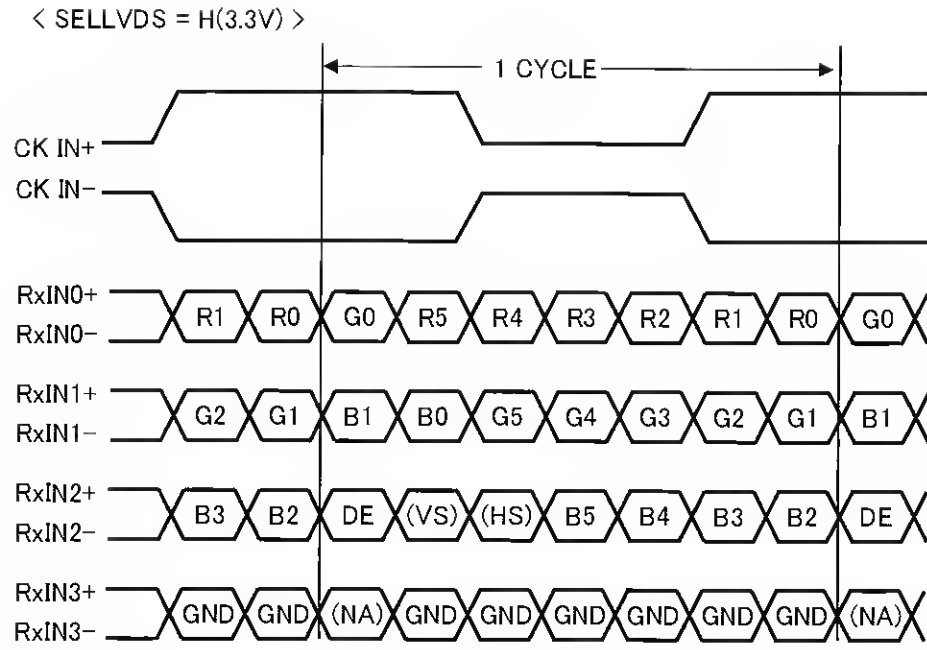 < SELLVDS = H(3.3V) >
1 CYCLE
CK IN+
CK IN-
RxIN0+
RxIN0-
R1 R0 G0 R5 R4 R3 R2 R1 R0 G0
RxIN1+
RxIN1-
G2 G1 B1 B0 G5 G4 G3 G2 G1 B1
RxIN2+
RxIN2-
B3 B2 DE (VS) (HS) B5 B4 B3 B2 DE
RxIN3+
RxIN3-
GND GND (NA) GND GND GND GND GND GND (NA)